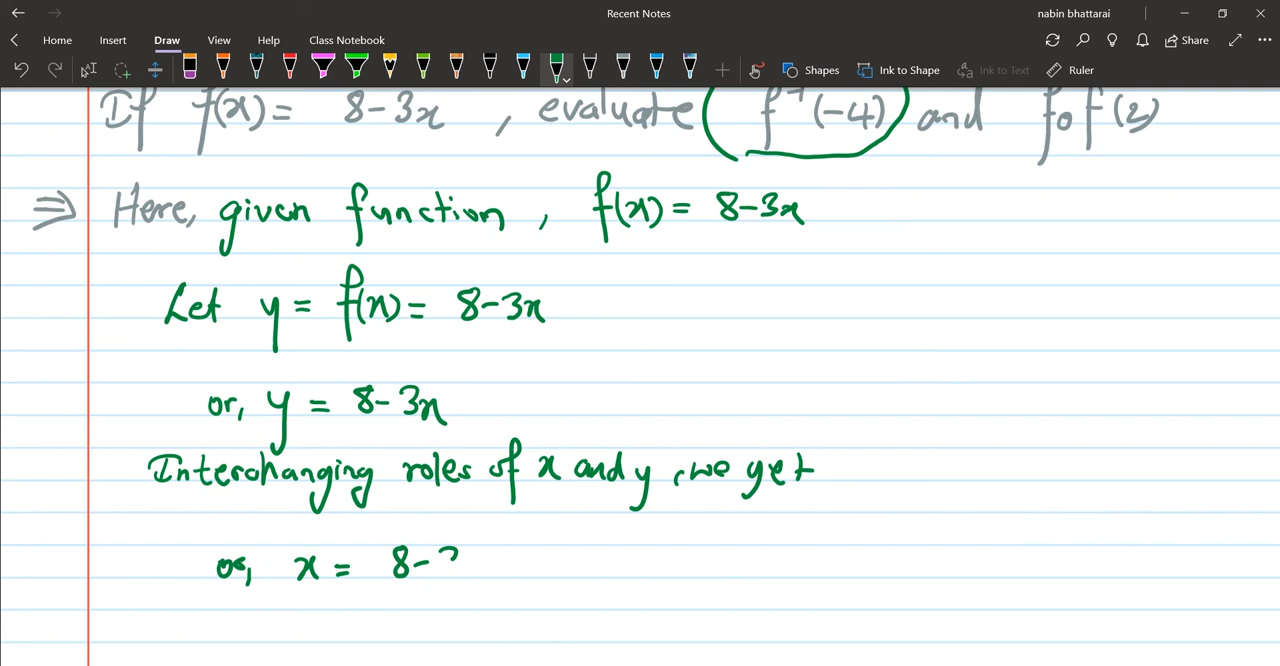 Recent Notes
nabin bhattarai
Home Insert Draw View Help Class Notebook
Share
Shapes Ink to Shape Ink to Text Ruler
If f(x) = 8-3x , evaluate f⁻¹(-4) and fof(2)
⇒ Here, given function, f(x) = 8-3x
Let y = f(x) = 8-3x
or, y = 8-3x
Interchanging roles of x and y, we get
or, x = 8-